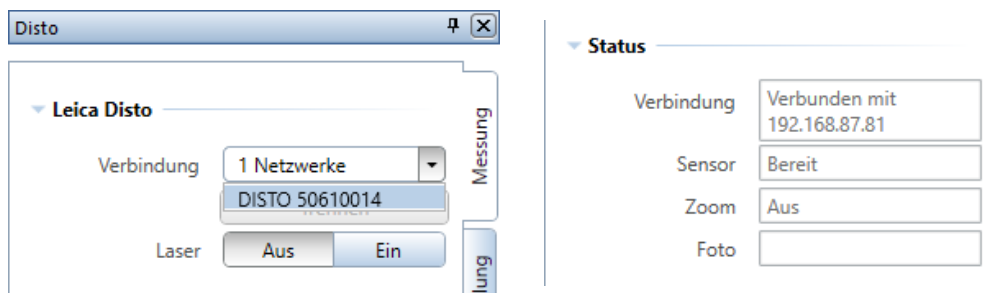 Disto
Leica Disto
Verbindung 1 Netzwerke
DISTO 50610014
Laser Aus Ein
Messung
Status
Verbindung Verbunden mit
192.168.87.81
Sensor Bereit
Zoom Aus
Foto